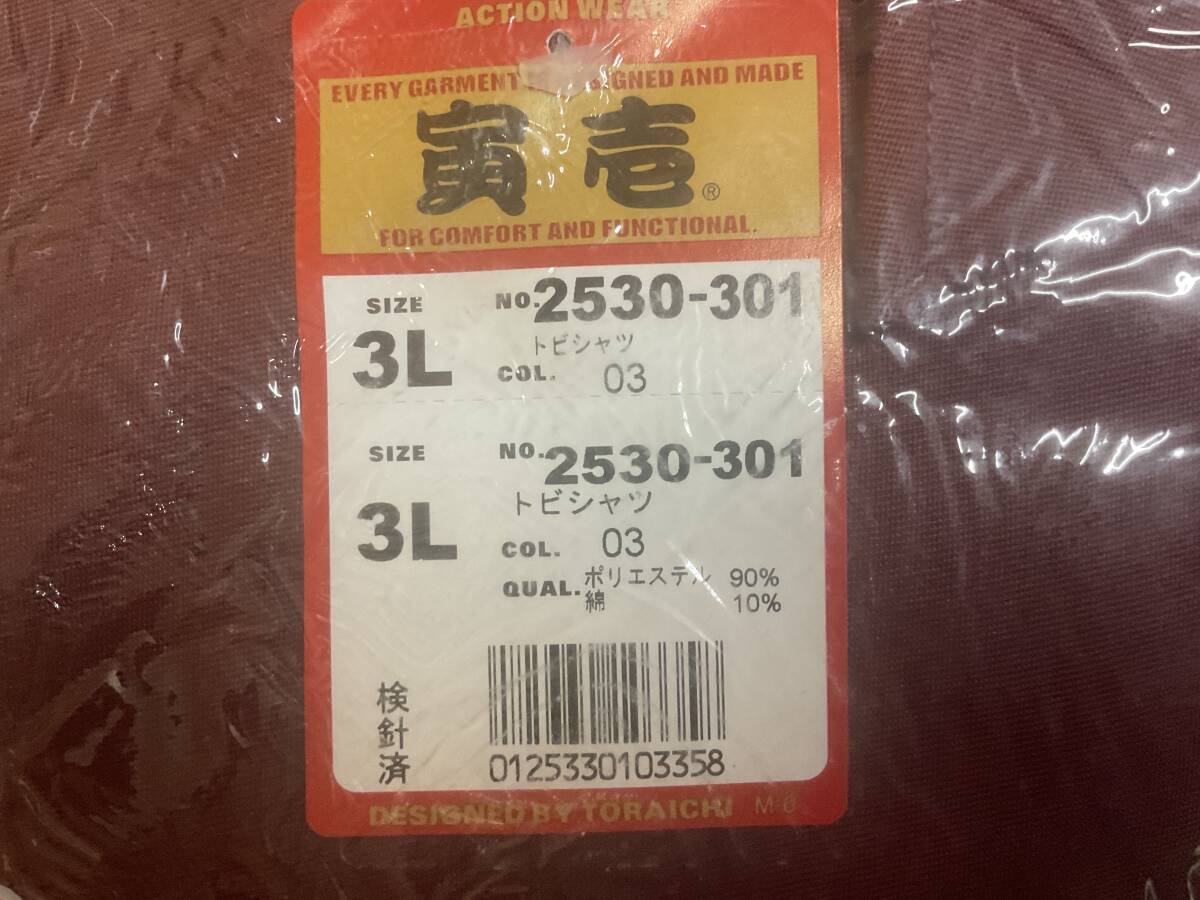 ACTION WEAR
EVERY GARMENT SIGNED AND MADE
寅壱®
FOR COMFORT AND FUNCTIONAL.
SIZE NO.2530-301
トビシャツ
3L COL. 03
SIZE NO.2530-301
トビシャツ
3L COL. 03
QUAL. ポリエステル 90%
綿 10%
検針済
0125330103358
DESIGNED BY TORAICHI